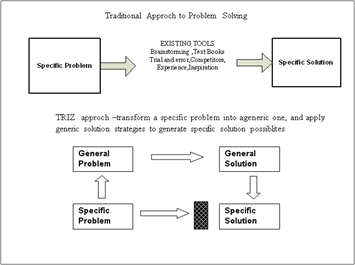 Traditional Approch to Problem Solving
EXISTING TOOLS
Brainstorming ,Text Books
Trial and error,Competitors,
Experience,Inspiration
Specific Problem
Specific Solution
TRIZ approch –transform a specific problem into ageneric one, and apply
generic solution strategies to generate specific solution possiblites
General
Problem
General
Solution
Specific
Problem
Specific
Solution